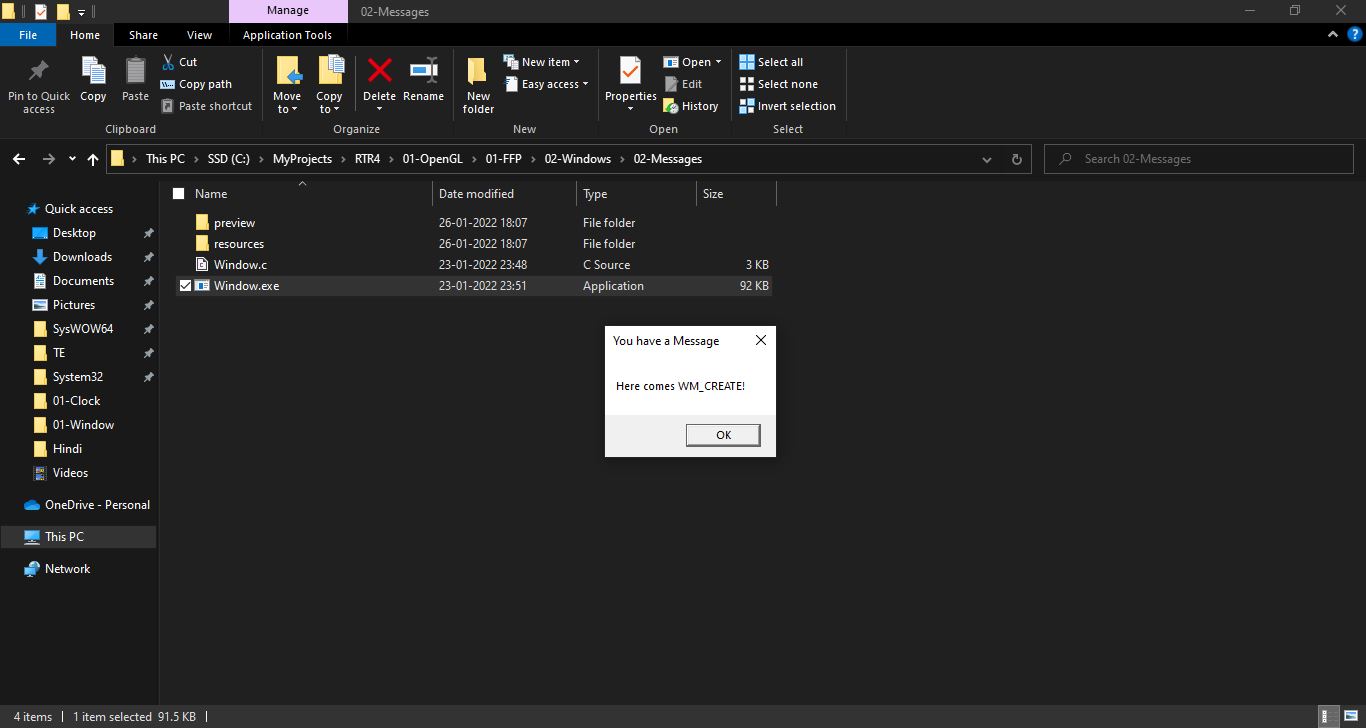 Manage
02-Messages
File
Home
Share
View
Application Tools
Pin to Quick access
Copy
Paste
Cut
Copy path
Paste shortcut
Clipboard
Move to
Copy to
Delete
Rename
Organize
New folder
New item
Easy access
New
Properties
Open
Edit
History
Open
Select all
Select none
Invert selection
Select
This PC > SSD (C:) > MyProjects > RTR4 > 01-OpenGL > 01-FFP > 02-Windows > 02-Messages
Search 02-Messages
Quick access
Desktop
Downloads
Documents
Pictures
SysWOW64
TE
System32
01-Clock
01-Window
Hindi
Videos
OneDrive - Personal
This PC
Network
Name Date modified Type Size
preview 26-01-2022 18:07 File folder
resources 26-01-2022 18:07 File folder
Window.c 23-01-2022 23:48 C Source 3 KB
Window.exe 23-01-2022 23:51 Application 92 KB
You have a Message
Here comes WM_CREATE!
OK
4 items 1 item selected 91.5 KB